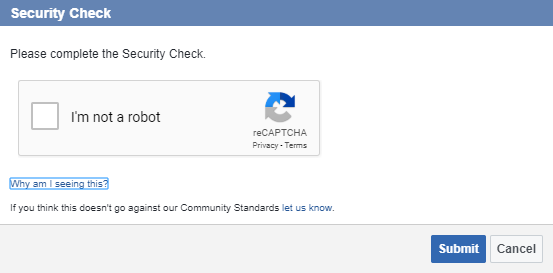 Security Check
Please complete the Security Check.
I'm not a robot
reCAPTCHA
Privacy - Terms
Why am I seeing this?
If you think this doesn't go against our Community Standards let us know.
Submit Cancel